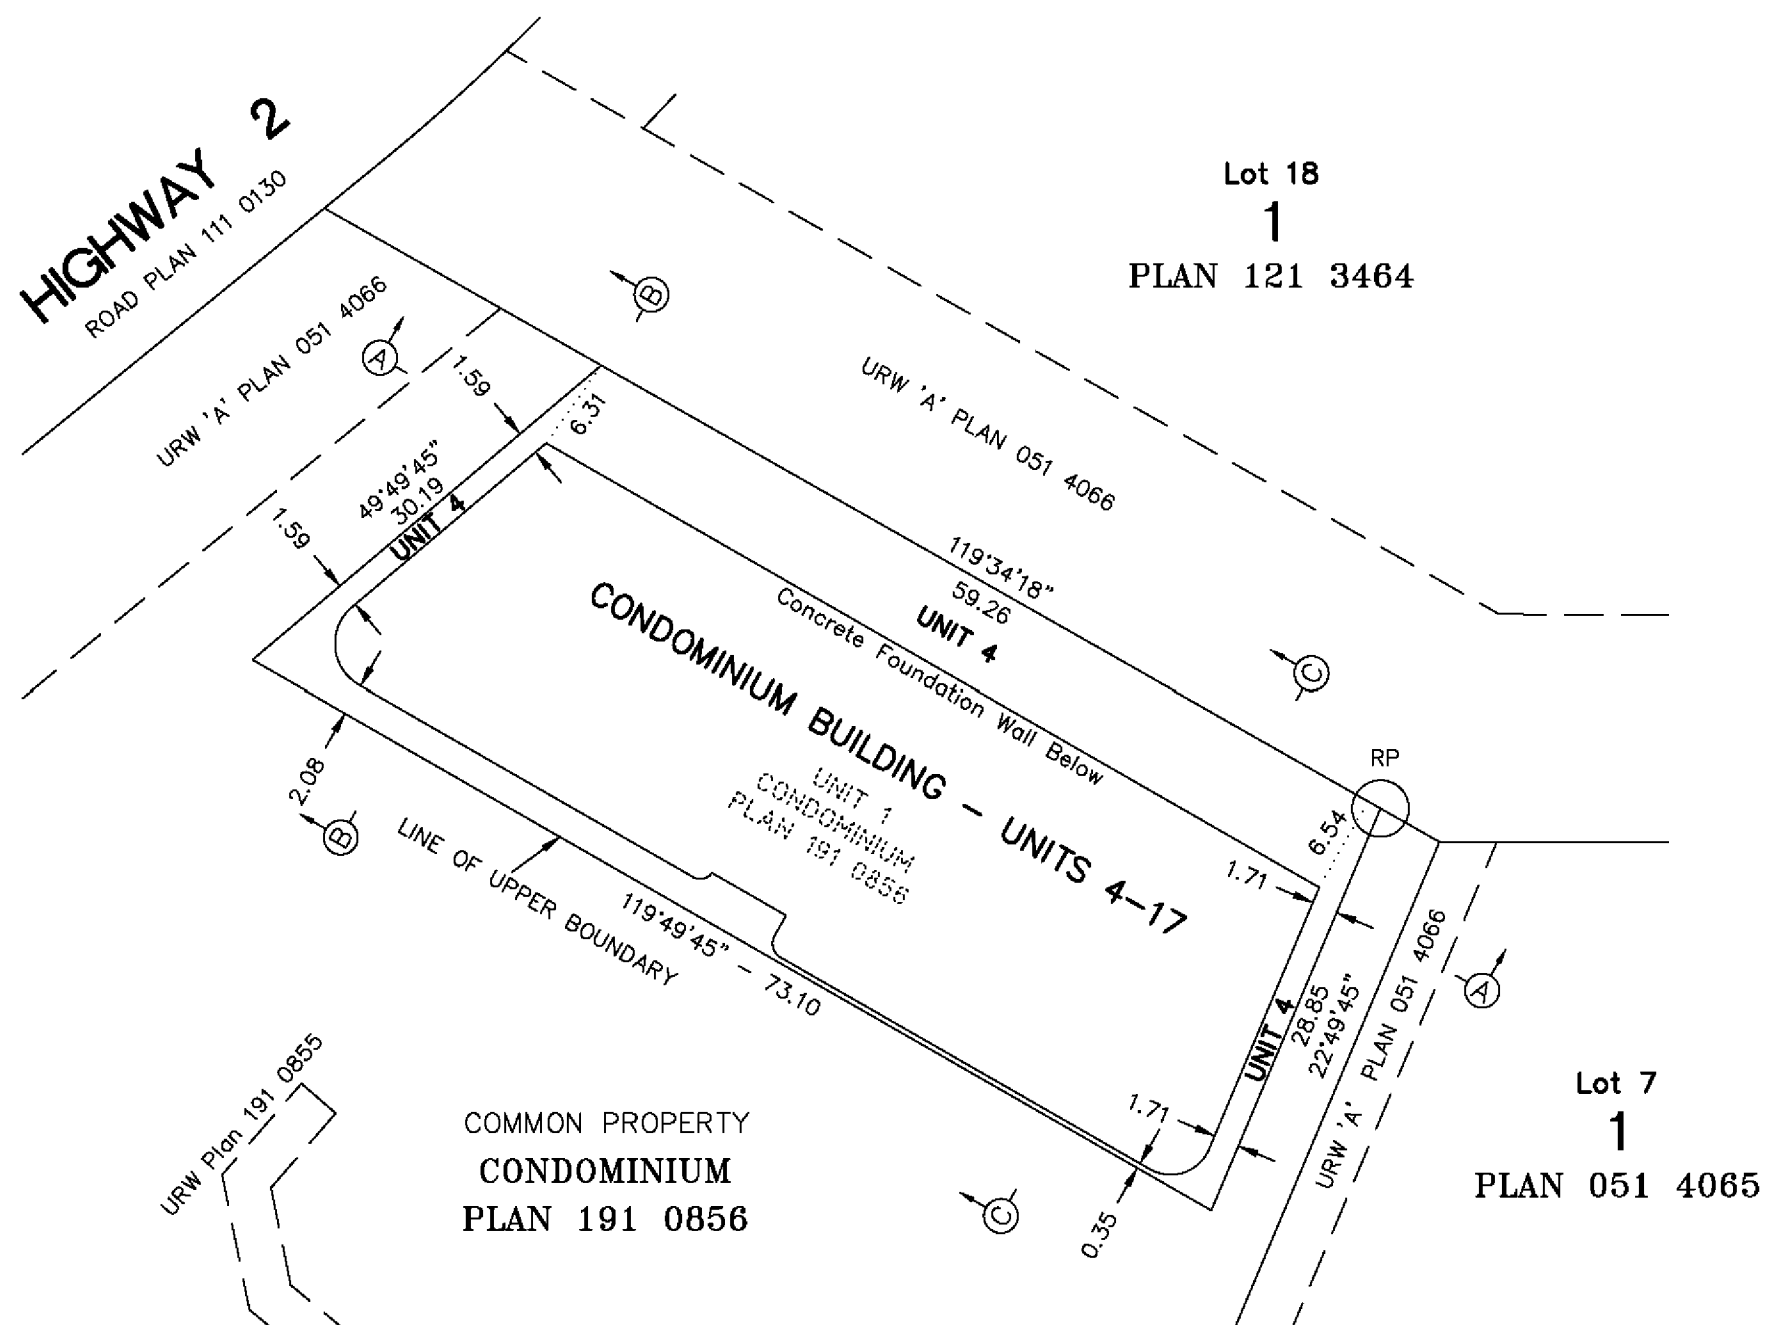 HIGHWAY 2
ROAD PLAN 111 0130
URW 'A' PLAN 051 4066
A
B
Lot 18
1
PLAN 121 3464
URW 'A' PLAN 051 4066
1.59
6.31
49°49'45"
30.19
UNIT 4
1.59
119°34'18"
59.26
UNIT 4
Concrete Foundation Wall Below
C
RP
CONDOMINIUM BUILDING - UNITS 4-17
UNIT 1
CONDOMINIUM
PLAN 191 0856
6.54
1.71
2.08
B
LINE OF UPPER BOUNDARY
119°49'45" - 73.10
UNIT 4
28.85
22°49'45"
URW 'A' PLAN 051 4066
A
1.71
0.35
C
Lot 7
1
PLAN 051 4065
URW Plan 191 0855
COMMON PROPERTY
CONDOMINIUM
PLAN 191 0856